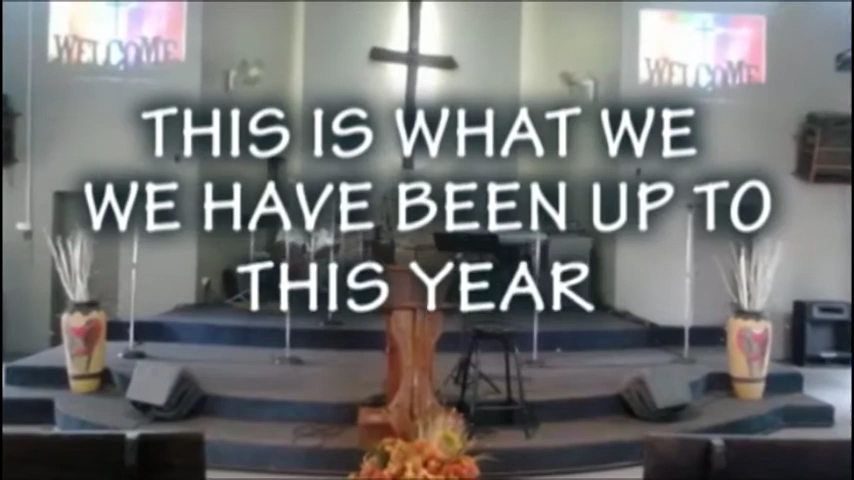 WELCOME
WELCOME
THIS IS WHAT WE
WE HAVE BEEN UP TO
THIS YEAR